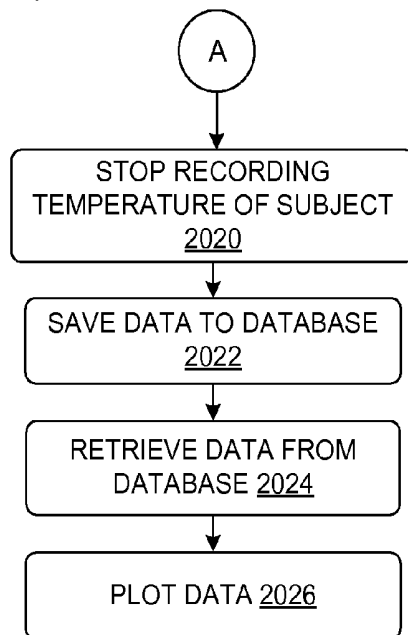 A
STOP RECORDING
TEMPERATURE OF SUBJECT
2020
SAVE DATA TO DATABASE
2022
RETRIEVE DATA FROM
DATABASE 2024
PLOT DATA 2026